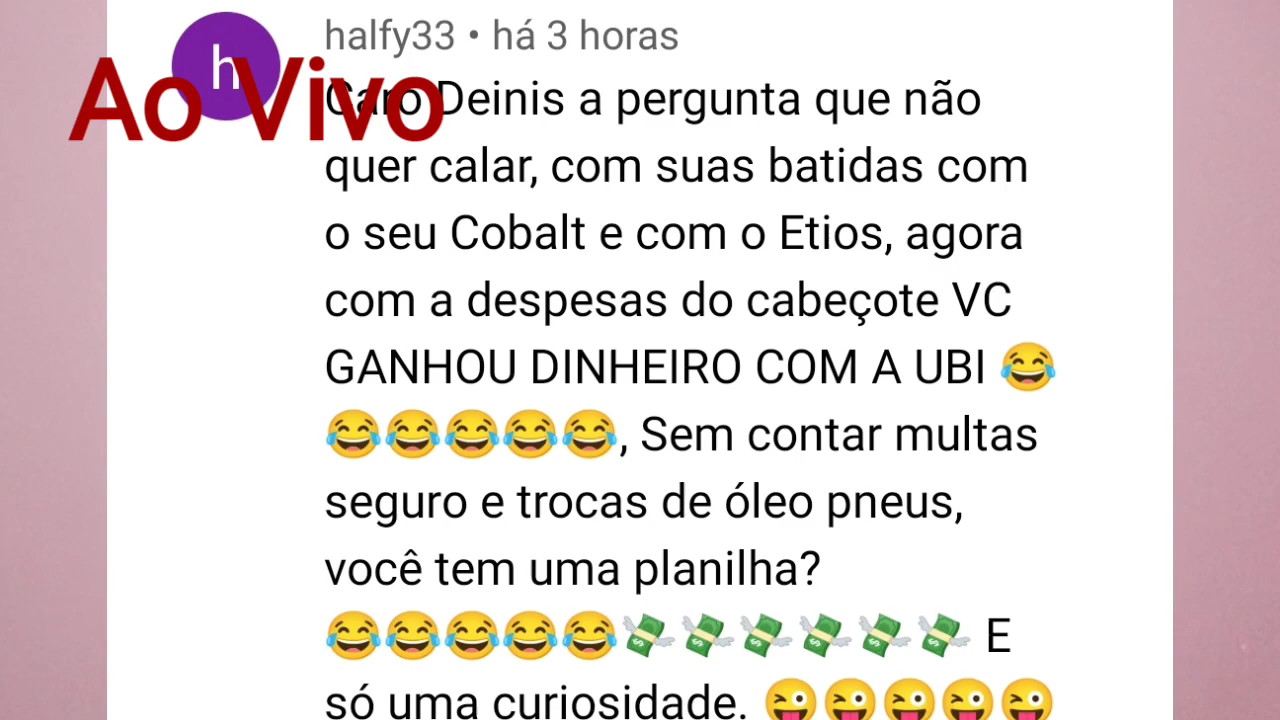 halfy33 • há 3 horas
h
Ao Vivo
Caro Deinis a pergunta que não
quer calar, com suas batidas com
o seu Cobalt e com o Etios, agora
com a despesas do cabeçote VC
GANHOU DINHEIRO COM A UBI 😂
😂😂😂😂😂, Sem contar multas
seguro e trocas de óleo pneus,
você tem uma planilha?
😂😂😂😂😂💸💸💸💸💸💸 E
só uma curiosidade. 😜😜😜😜😜